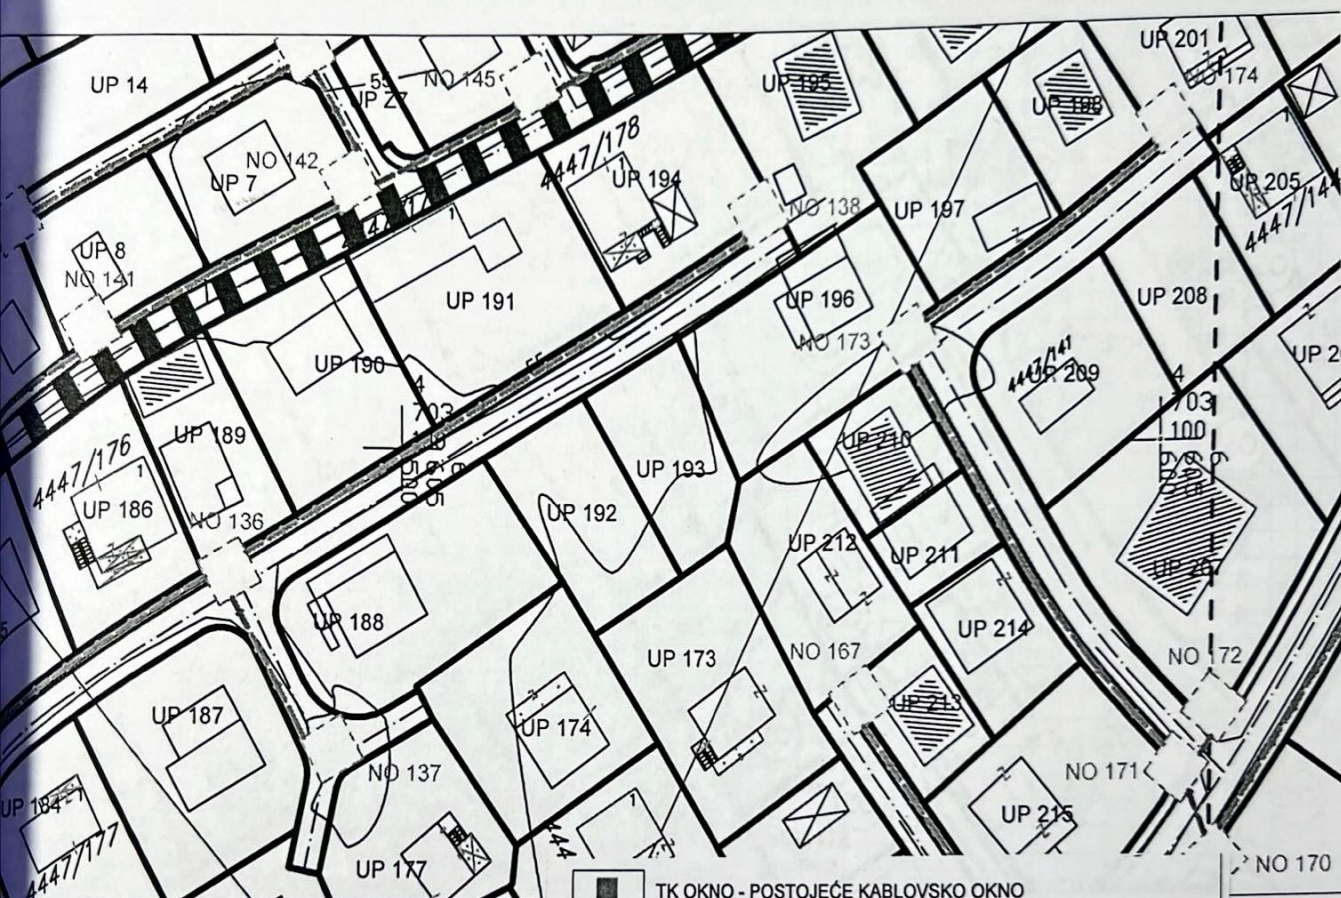 UP 201
NO 174
UP 14
55
NO 145
UP Z7
UP 195
UP 198
4447/178
NO 142
UP 7
UP 194
UP 205
NO 138
UP 197
UP 8
NO 141
UP 191
UP 196
UP 208
NO 173
UP 190
4447/141
UP 209
4
703
4
703
100
UP 189
UP 210
4447/176
UP 193
UP 186
NO 136
UP 192
UP 212
UP 211
UP 188
UP 214
NO 167
UP 173
NO 172
UP 187
UP 174
UP 213
NO 137
NO 171
UP 184
UP 215
4447/177
UP 177
NO 170
TK OKNO - POSTOJEĆE KABLOVSKO OKNO